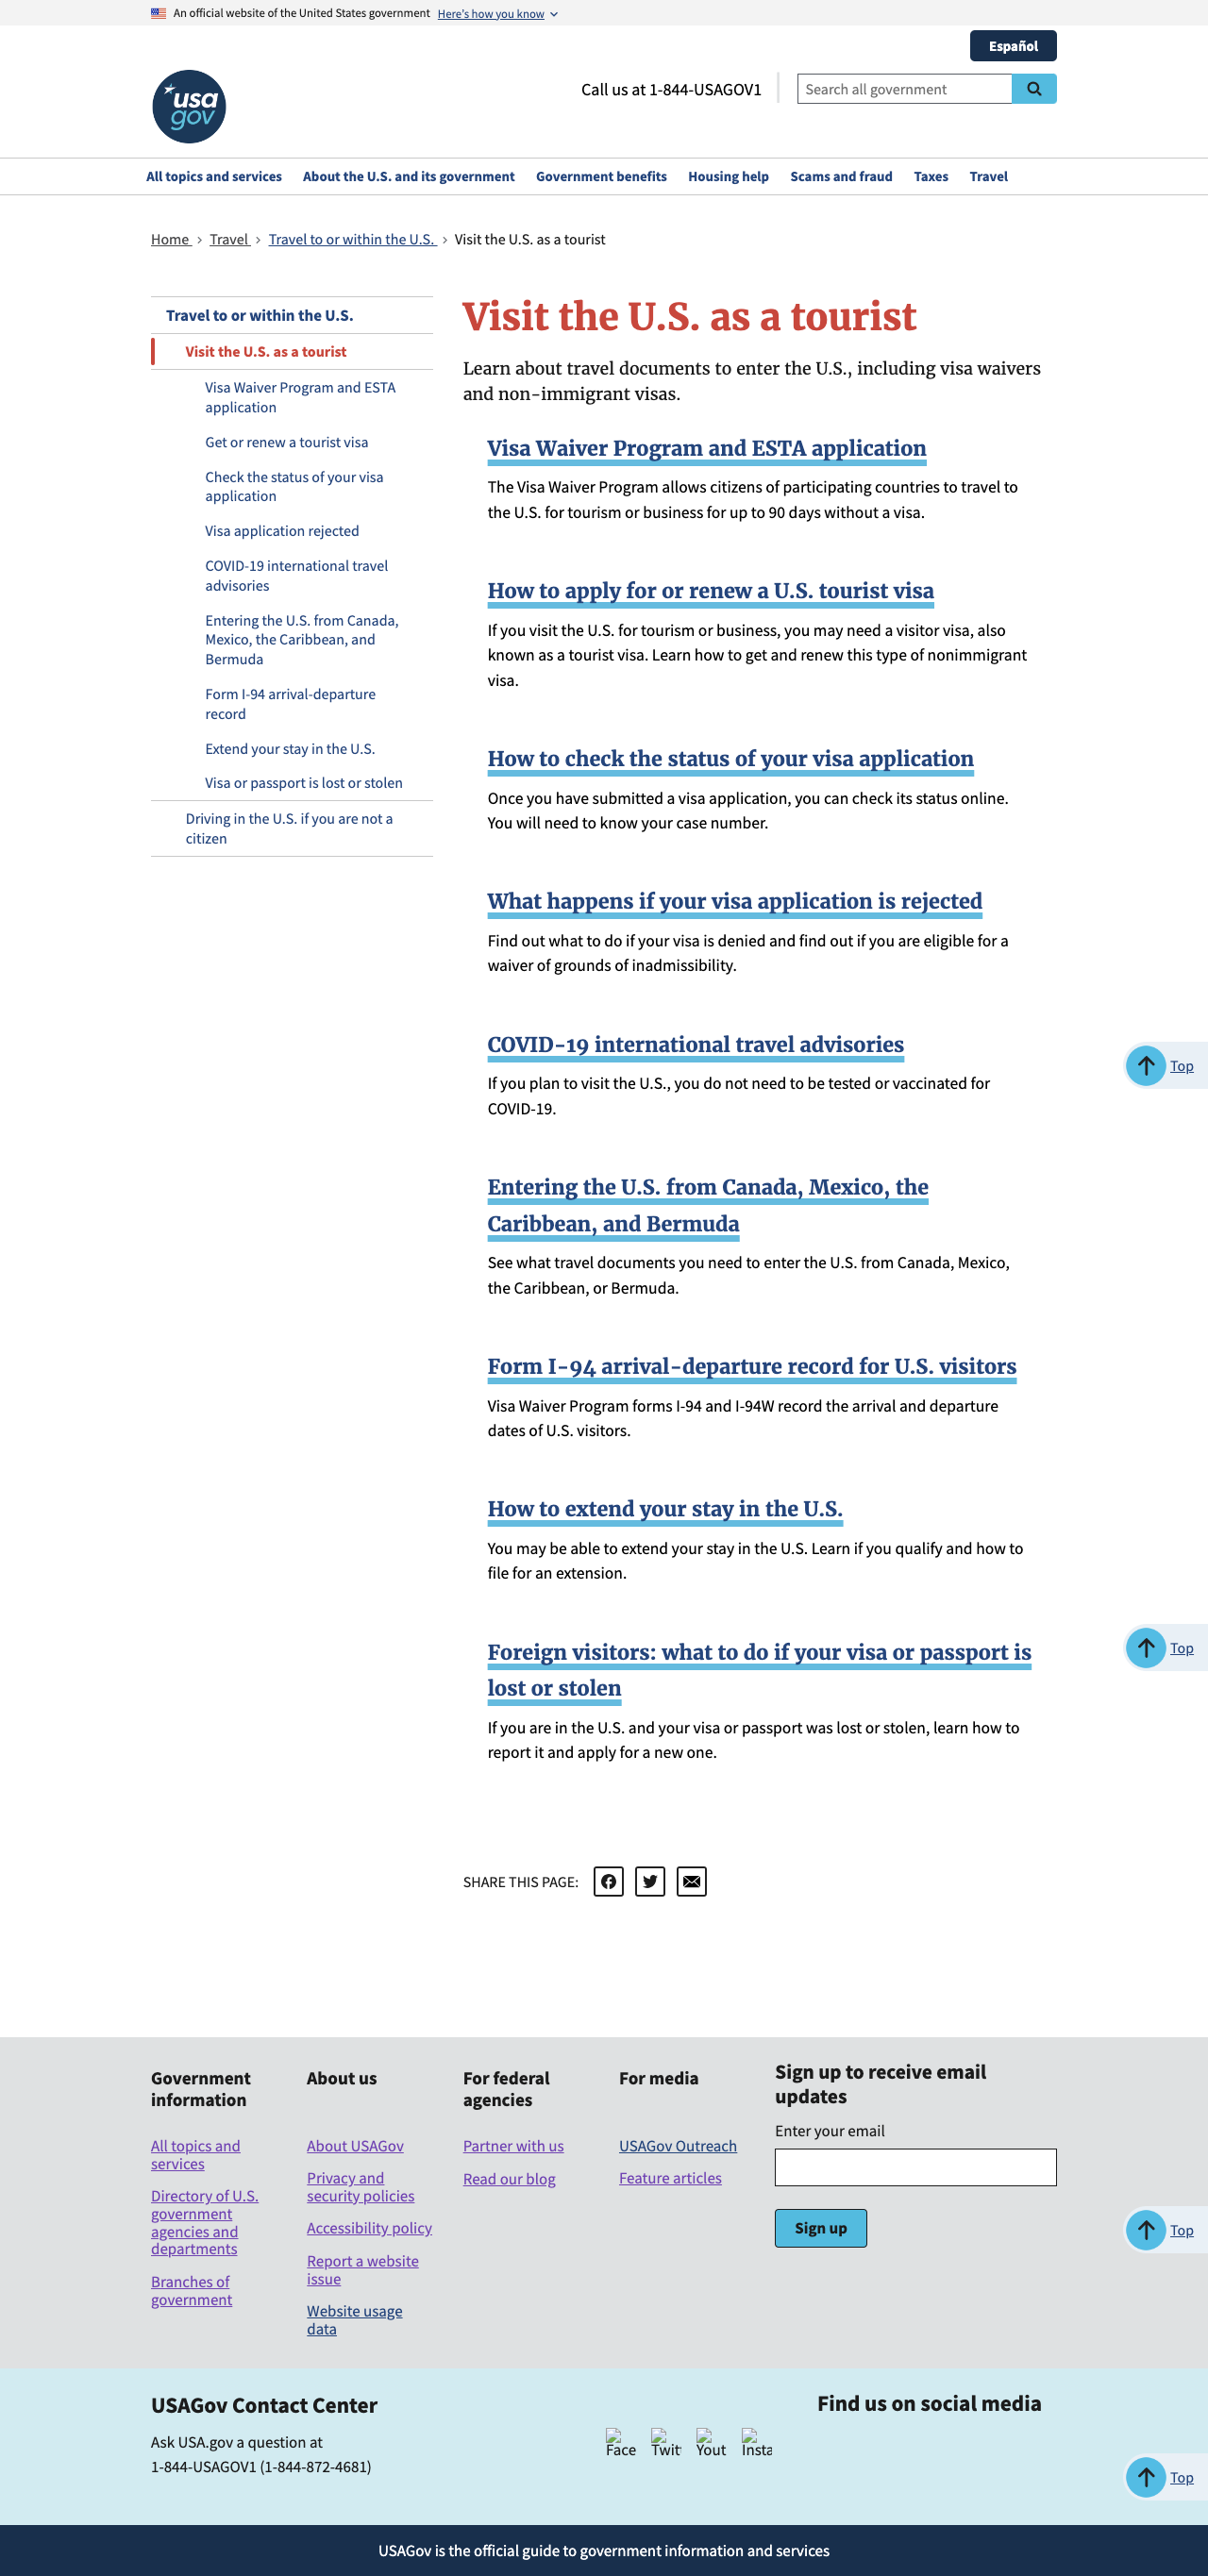 An official website of the United States government Here's how you know
Español
usa
gov
Call us at 1-844-USAGOV1
Search all government
All topics and services About the U.S. and its government Government benefits Housing help Scams and fraud Taxes Travel
Home Travel Travel to or within the U.S. Visit the U.S. as a tourist
Travel to or within the U.S.
Visit the U.S. as a tourist
Visa Waiver Program and ESTA
application
Get or renew a tourist visa
Check the status of your visa
application
Visa application rejected
COVID-19 international travel
advisories
Entering the U.S. from Canada,
Mexico, the Caribbean, and
Bermuda
Form I-94 arrival-departure
record
Extend your stay in the U.S.
Visa or passport is lost or stolen
Driving in the U.S. if you are not a
citizen
Visit the U.S. as a tourist
Learn about travel documents to enter the U.S., including visa waivers
and non-immigrant visas.
Visa Waiver Program and ESTA application
The Visa Waiver Program allows citizens of participating countries to travel to
the U.S. for tourism or business for up to 90 days without a visa.
How to apply for or renew a U.S. tourist visa
If you visit the U.S. for tourism or business, you may need a visitor visa, also
known as a tourist visa. Learn how to get and renew this type of nonimmigrant
visa.
How to check the status of your visa application
Once you have submitted a visa application, you can check its status online.
You will need to know your case number.
What happens if your visa application is rejected
Find out what to do if your visa is denied and find out if you are eligible for a
waiver of grounds of inadmissibility.
COVID-19 international travel advisories
If you plan to visit the U.S., you do not need to be tested or vaccinated for
COVID-19.
Top
Entering the U.S. from Canada, Mexico, the
Caribbean, and Bermuda
See what travel documents you need to enter the U.S. from Canada, Mexico,
the Caribbean, or Bermuda.
Form I-94 arrival-departure record for U.S. visitors
Visa Waiver Program forms I-94 and I-94W record the arrival and departure
dates of U.S. visitors.
How to extend your stay in the U.S.
You may be able to extend your stay in the U.S. Learn if you qualify and how to
file for an extension.
Foreign visitors: what to do if your visa or passport is
lost or stolen
Top
If you are in the U.S. and your visa or passport was lost or stolen, learn how to
report it and apply for a new one.
SHARE THIS PAGE:
Government
information
All topics and
services
Directory of U.S.
government
agencies and
departments
Branches of
government
About us
About USAGov
Privacy and
security policies
Accessibility policy
Report a website
issue
Website usage
data
For federal
agencies
Partner with us
Read our blog
For media
USAGov Outreach
Feature articles
Sign up to receive email
updates
Enter your email
Sign up
Top
USAGov Contact Center
Ask USA.gov a question at
1-844-USAGOV1 (1-844-872-4681)
Find us on social media
Face Twit Yout Insta
Top
USAGov is the official guide to government information and services